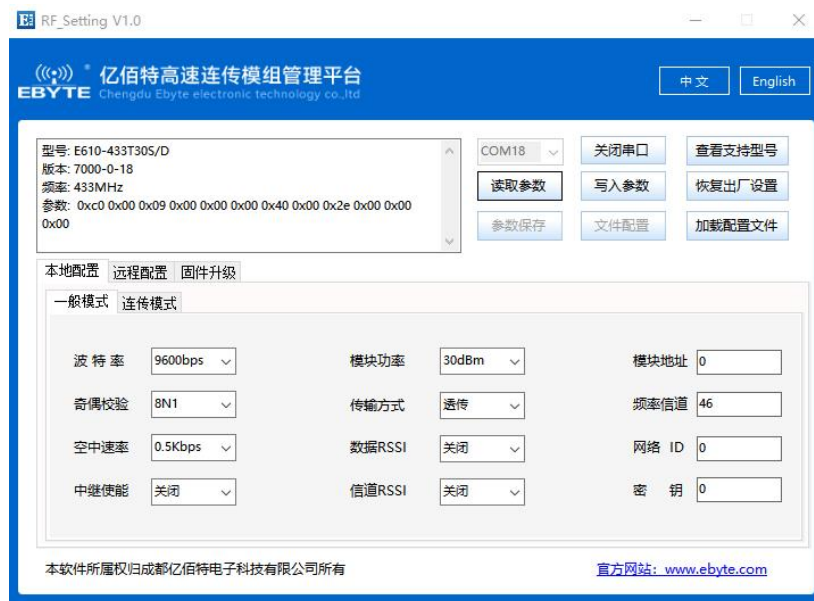 RF_Setting V1.0
亿佰特高速连传模组管理平台
EBYTE Chengdu Ebyte electronic technology co.,ltd
中文 English
型号: E610-433T30S/D
版本: 7000-0-18
频率: 433MHz
参数: 0xc0 0x00 0x09 0x00 0x00 0x00 0x40 0x00 0x2e 0x00 0x00
0x00
COM18 关闭串口 查看支持型号
读取参数 写入参数 恢复出厂设置
参数保存 文件配置 加载配置文件
本地配置 远程配置 固件升级
一般模式 连传模式
波特率 9600bps 模块功率 30dBm 模块地址 0
奇偶校验 8N1 传输方式 透传 频率信道 46
空中速率 0.5Kbps 数据RSSI 关闭 网络 ID 0
中继使能 关闭 信道RSSI 关闭 密 钥 0
本软件所属权归成都亿佰特电子科技有限公司所有 官方网站: www.ebyte.com